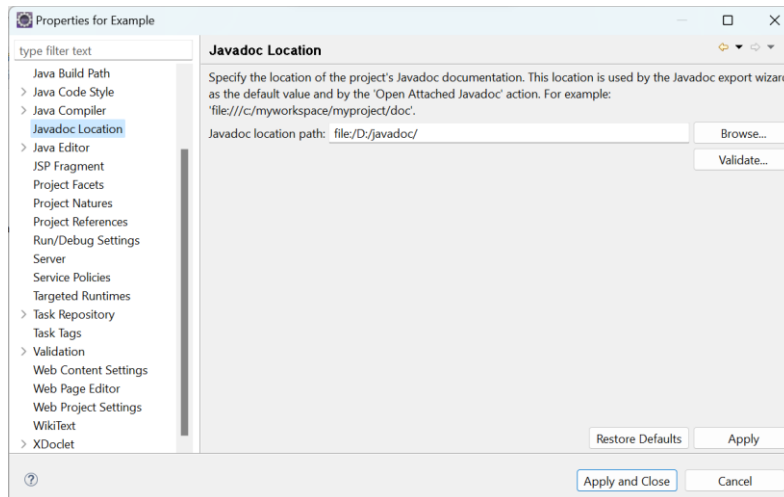 Properties for Example
type filter text
Java Build Path
Java Code Style
Java Compiler
Javadoc Location
Java Editor
JSP Fragment
Project Facets
Project Natures
Project References
Run/Debug Settings
Server
Service Policies
Targeted Runtimes
Task Repository
Task Tags
Validation
Web Content Settings
Web Page Editor
Web Project Settings
WikiText
XDoclet
Javadoc Location
Specify the location of the project's Javadoc documentation. This location is used by the Javadoc export wizard
as the default value and by the 'Open Attached Javadoc' action. For example:
'file:///c:/myworkspace/myproject/doc'.
Javadoc location path: file:/D:/javadoc/ Browse...
Validate...
Restore Defaults Apply
? Apply and Close Cancel